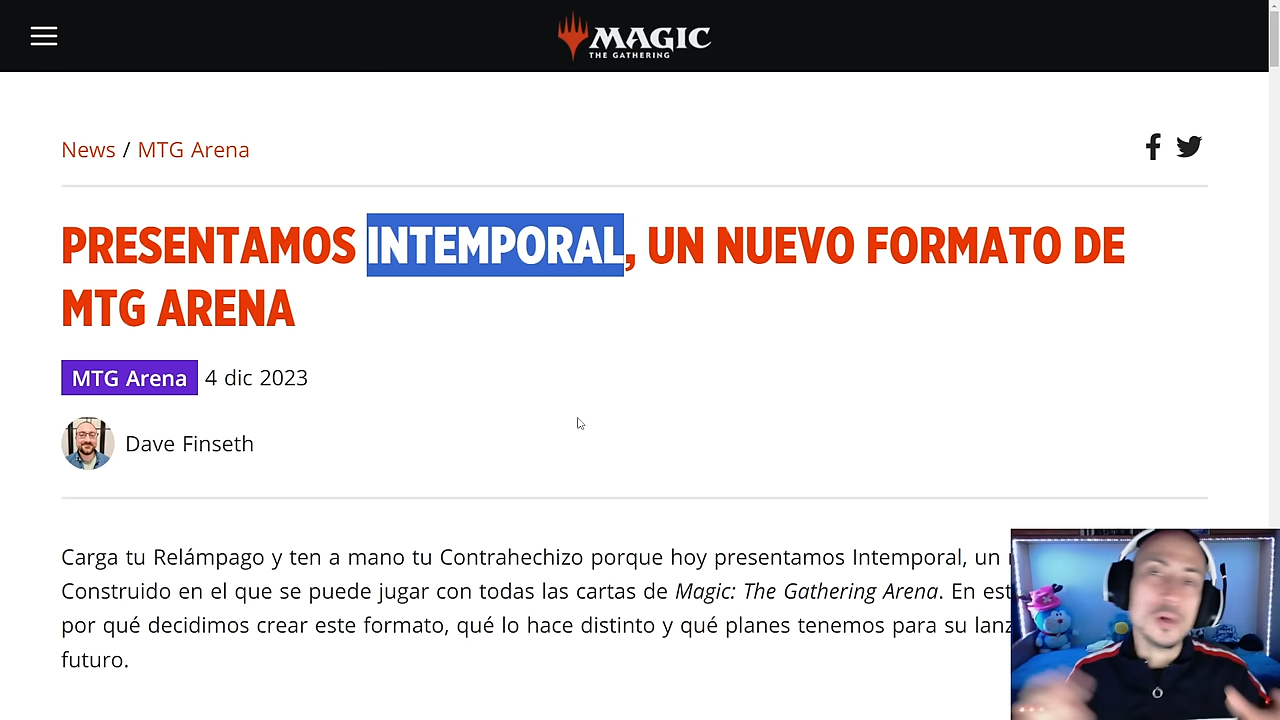 MAGIC
THE GATHERING
News / MTG Arena
PRESENTAMOS INTEMPORAL, UN NUEVO FORMATO DE
MTG ARENA
MTG Arena 4 dic 2023
Dave Finseth
Carga tu Relámpago y ten a mano tu Contrahechizo porque hoy presentamos Intemporal, un
Construido en el que se puede jugar con todas las cartas de Magic: The Gathering Arena. En
por qué decidimos crear este formato, qué lo hace distinto y qué planes tenemos para su
futuro.